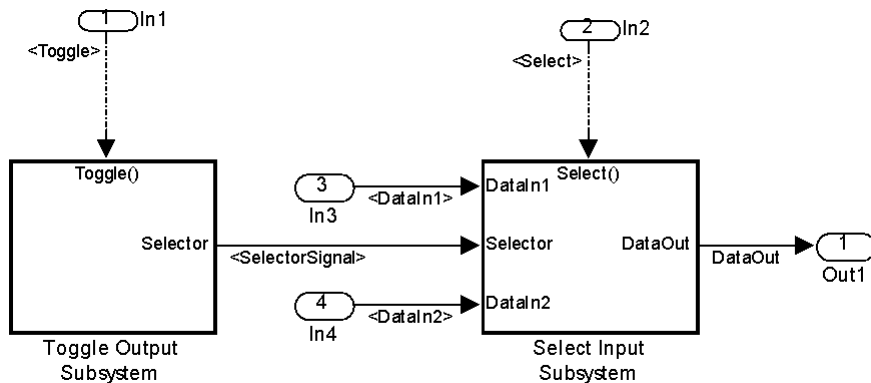 1
In1
<Toggle>
2
In2
<Select>
Toggle()
Selector
Toggle Output
Subsystem
<SelectorSignal>
3
In3
<DataIn1>
4
In4
<DataIn2>
Select()
DataIn1
Selector
DataOut
DataIn2
Select Input
Subsystem
DataOut
1
Out1